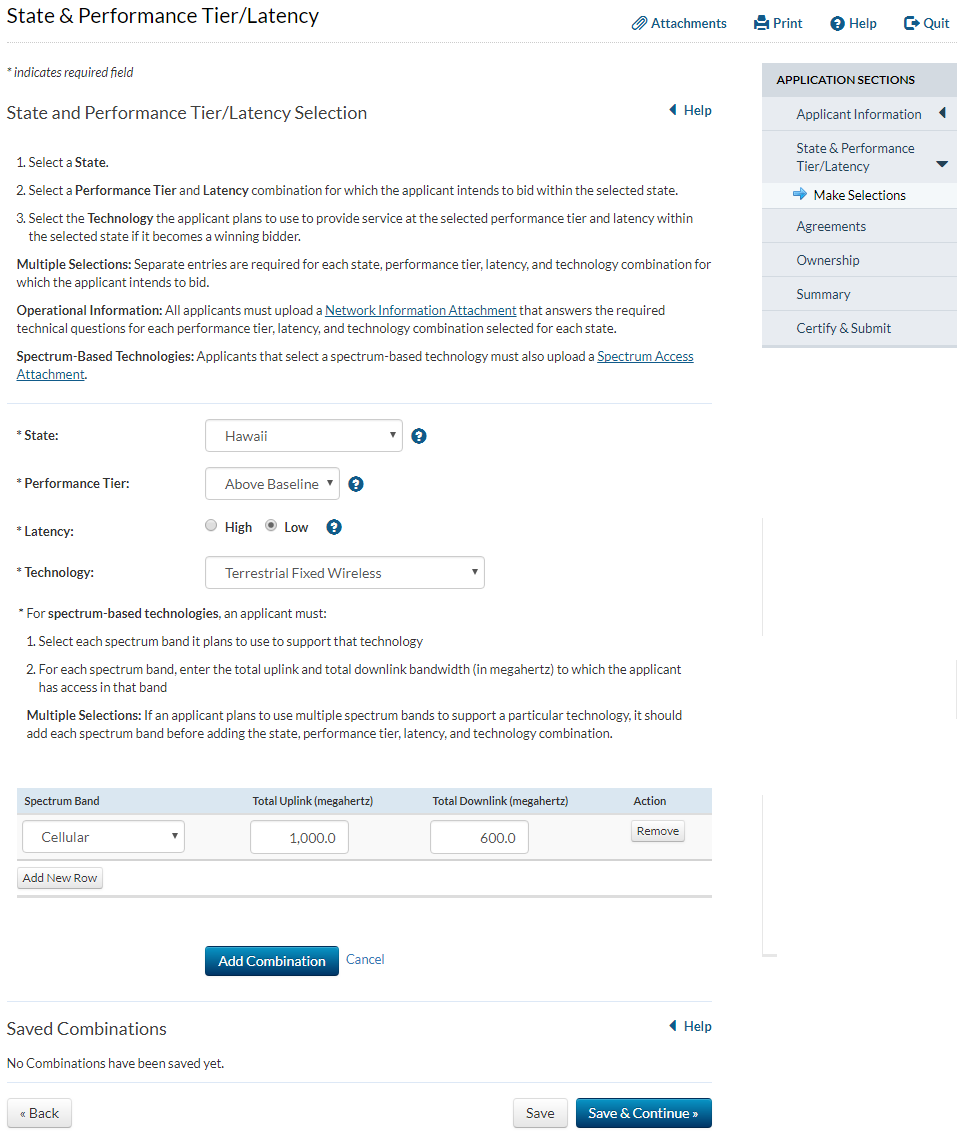 State & Performance Tier/Latency
Attachments
Print
Help
Quit
* indicates required field
APPLICATION SECTIONS
Applicant Information
State & Performance
Tier/Latency
Make Selections
Agreements
Ownership
Summary
Certify & Submit
State and Performance Tier/Latency Selection
Help
1. Select a State.
2. Select a Performance Tier and Latency combination for which the applicant intends to bid within the selected state.
3. Select the Technology the applicant plans to use to provide service at the selected performance tier and latency within
the selected state if it becomes a winning bidder.
Multiple Selections: Separate entries are required for each state, performance tier, latency, and technology combination for
which the applicant intends to bid.
Operational Information: All applicants must upload a Network Information Attachment that answers the required
technical questions for each performance tier, latency, and technology combination selected for each state.
Spectrum-Based Technologies: Applicants that select a spectrum-based technology must also upload a Spectrum Access
Attachment.
* State: Hawaii
* Performance Tier: Above Baseline
* Latency: High Low
* Technology: Terrestrial Fixed Wireless
* For spectrum-based technologies, an applicant must:
1. Select each spectrum band it plans to use to support that technology
2. For each spectrum band, enter the total uplink and total downlink bandwidth (in megahertz) to which the applicant
has access in that band
Multiple Selections: If an applicant plans to use multiple spectrum bands to support a particular technology, it should
add each spectrum band before adding the state, performance tier, latency, and technology combination.
Spectrum Band Total Uplink (megahertz) Total Downlink (megahertz) Action
Cellular 1,000.0 600.0 Remove
Add New Row
Add Combination Cancel
Saved Combinations
Help
No Combinations have been saved yet.
« Back Save Save & Continue »